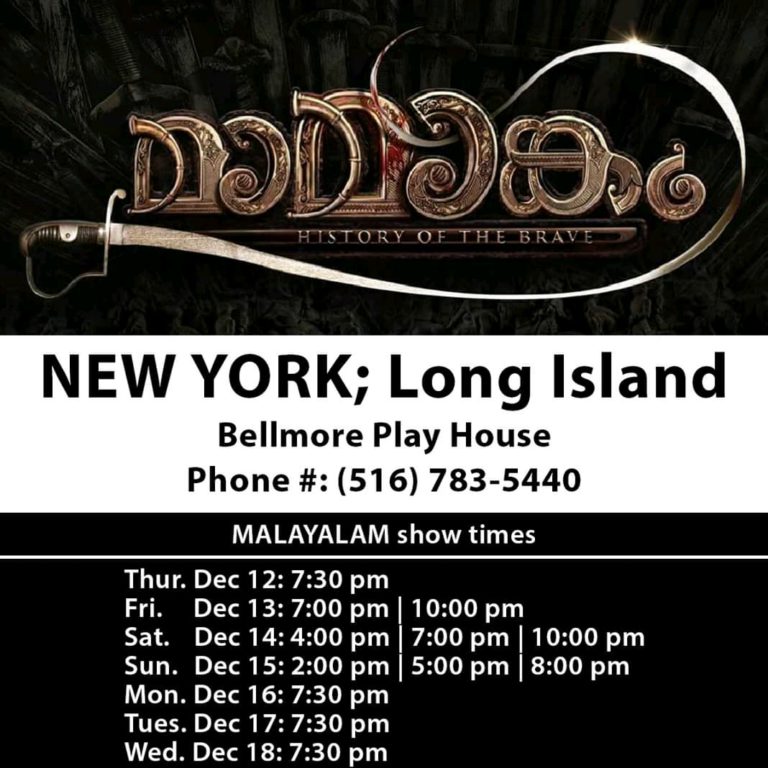 മാമാങ്കം
HISTORY OF THE BRAVE
NEW YORK; Long Island
Bellmore Play House
Phone #: (516) 783-5440
MALAYALAM show times
Thur. Dec 12: 7:30 pm
Fri. Dec 13: 7:00 pm | 10:00 pm
Sat. Dec 14: 4:00 pm | 7:00 pm | 10:00 pm
Sun. Dec 15: 2:00 pm | 5:00 pm | 8:00 pm
Mon. Dec 16: 7:30 pm
Tues. Dec 17: 7:30 pm
Wed. Dec 18: 7:30 pm